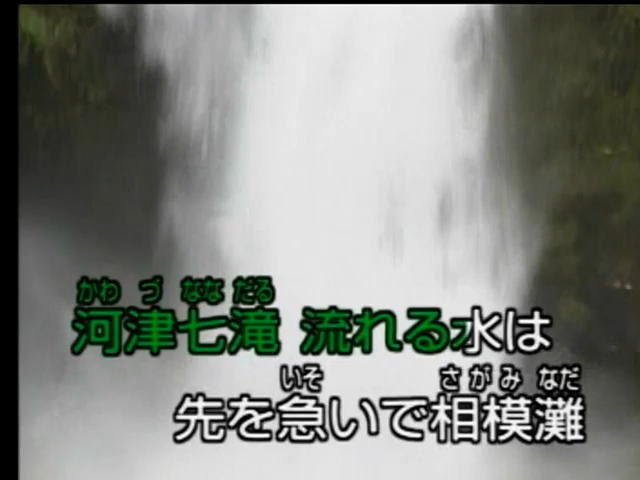 かわ づ なな だる
河津七滝 流れる水は
いそ さがみ なだ
先を急いで相模灘